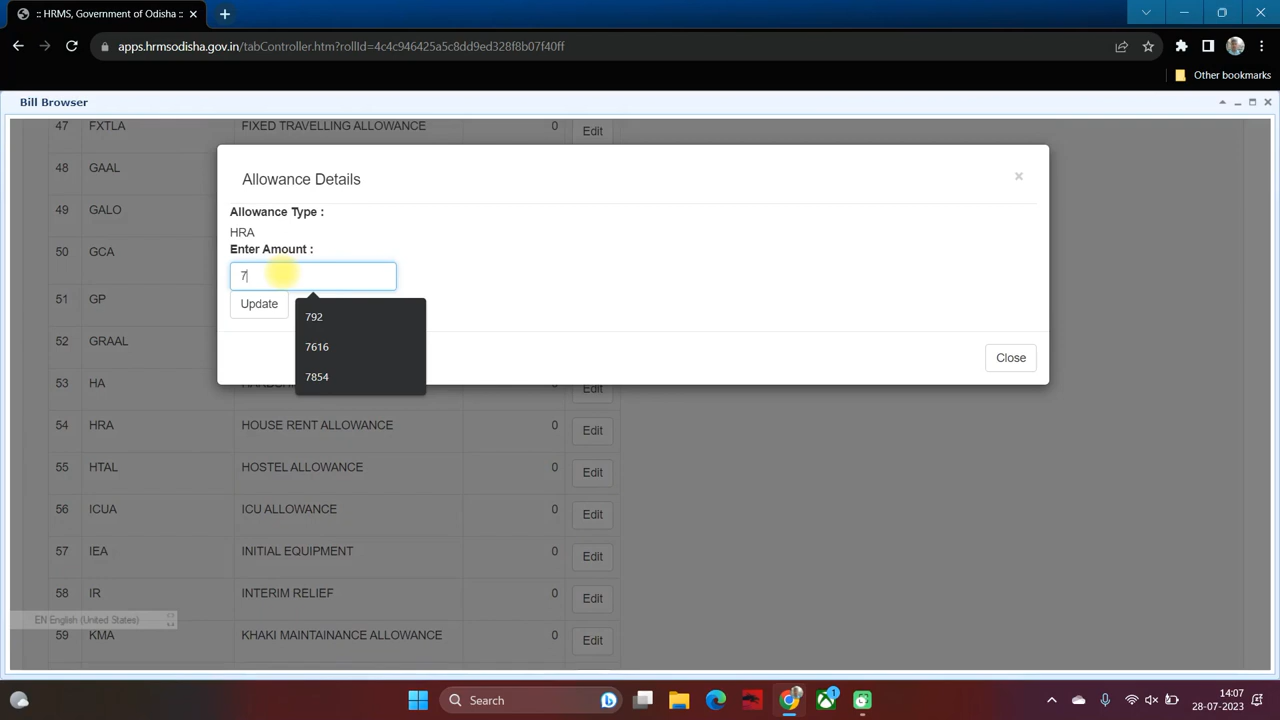 :: HRMS, Government of Odisha ::
apps.hrmsodisha.gov.in/tabController.htm?rollId=4c4c946425a5c8dd9ed328f8b07f40ff
Other bookmarks
Bill Browser
47 FXTLA FIXED TRAVELLING ALLOWANCE 0 Edit
48 GAAL
49 GALO
50 GCA
51 GP
52 GRAAL
53 HA Edit
54 HRA HOUSE RENT ALLOWANCE 0 Edit
55 HTAL HOSTEL ALLOWANCE 0 Edit
56 ICUA ICU ALLOWANCE 0 Edit
57 IEA INITIAL EQUIPMENT 0 Edit
58 IR INTERIM RELIEF 0 Edit
59 KMA KHAKI MAINTAINANCE ALLOWANCE 0 Edit
Allowance Details
×
Allowance Type :
HRA
Enter Amount :
7
Update
792
7616
7854
Close
EN English (United States)
Search
1
14:07
28-07-2023